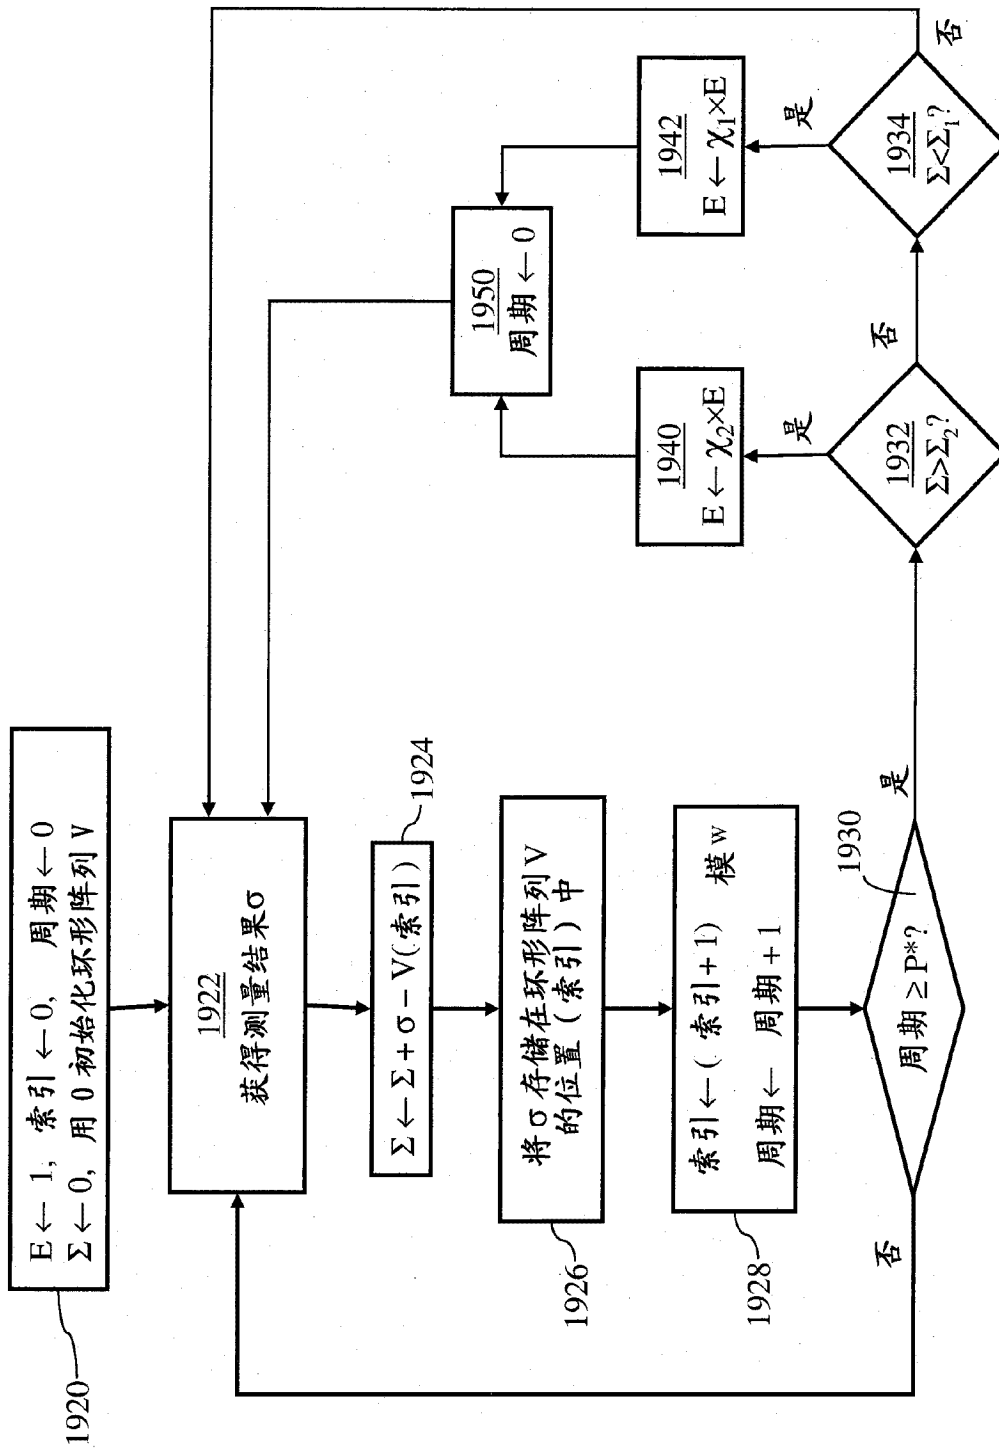 1920
E ← 1, 索引 ← 0, 周期 ← 0
Σ ← 0, 用 0 初始化环形阵列 V
1922
获得测量结果σ
1924
Σ ← Σ + σ − V(索引)
1926
将σ存储在环形阵列 V
的位置（索引）中
1928
索引 ← ( 索引+1) 模w
周期 ← 周期 + 1
1930
周期 ≥ P*?
否
是
1932
Σ>Σ₂?
是
否
1940
E ← χ₂×E
1934
Σ<Σ₁?
是
否
1942
E ← χ₁×E
1950
周期 ← 0